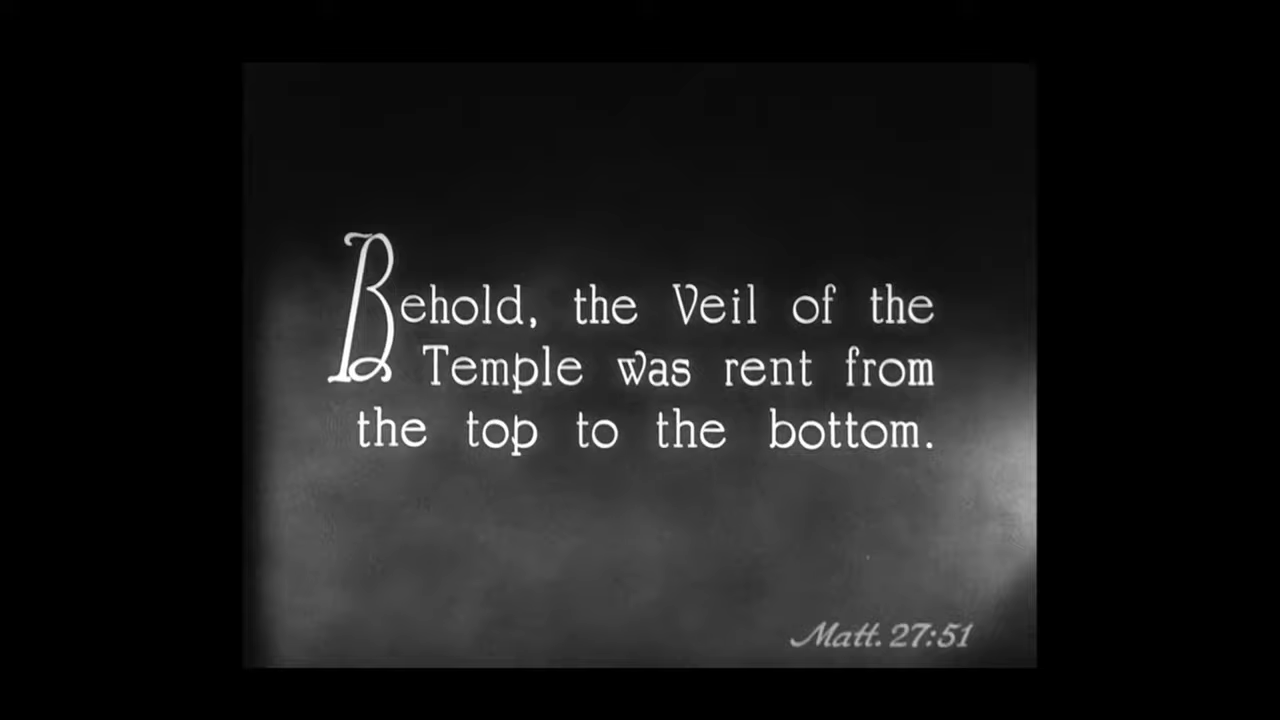 Behold, the Veil of the
Temple was rent from
the top to the bottom.
Matt. 27:51